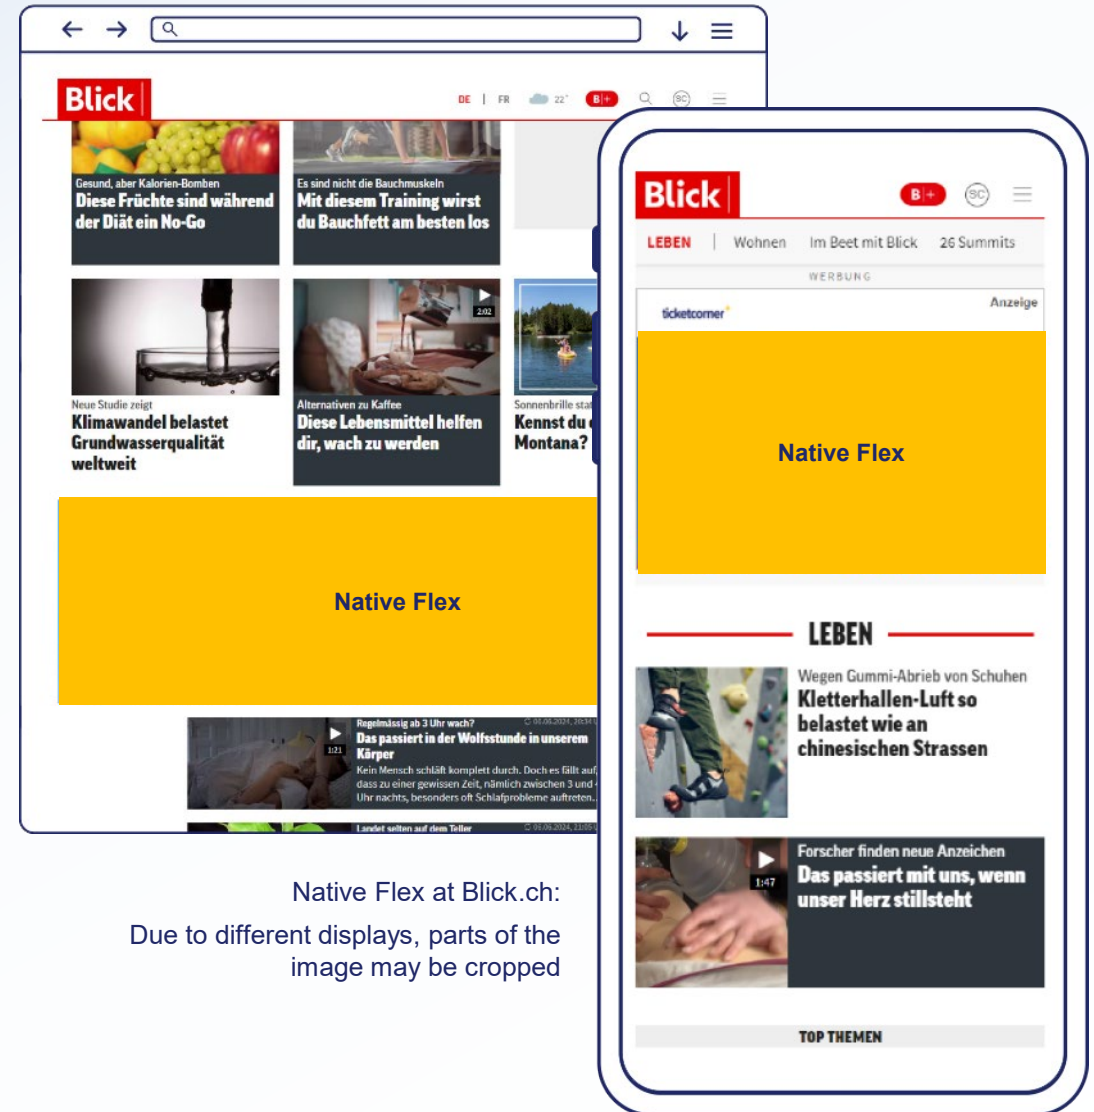 Blick
DE | FR 22° B+ SC
Gesund, aber Kalorien-Bomben
Diese Früchte sind während
der Diät ein No-Go
Es sind nicht die Bauchmuskeln
Mit diesem Training wirst
du Bauchfett am besten los
Neue Studie zeigt
Klimawandel belastet
Grundwasserqualität
weltweit
2:02
Alternativen zu Kaffee
Diese Lebensmittel helfen
dir, wach zu werden
Sonnenbrille
Kennst du
Montana?
Native Flex
1:21
Regelmässig ab 3 Uhr wach?
Das passiert in der Wolfsstunde in unserem
Körper
Kein Mensch schläft komplett durch. Doch es fällt auf,
dass zu einer gewissen Zeit, nämlich zwischen 3 und
Uhr nachts, besonders oft Schlafprobleme auftreten...
Landet selten auf dem Teller
Native Flex at Blick.ch:
Due to different displays, parts of the
image may be cropped
Blick
B+ SC
LEBEN | Wohnen Im Beet mit Blick 26 Summits
WERBUNG
ticketcorner Anzeige
Native Flex
LEBEN
Wegen Gummi-Abrieb von Schuhen
Kletterhallen-Luft so
belastet wie an
chinesischen Strassen
1:47
Forscher finden neue Anzeichen
Das passiert mit uns, wenn
unser Herz stillsteht
TOP THEMEN